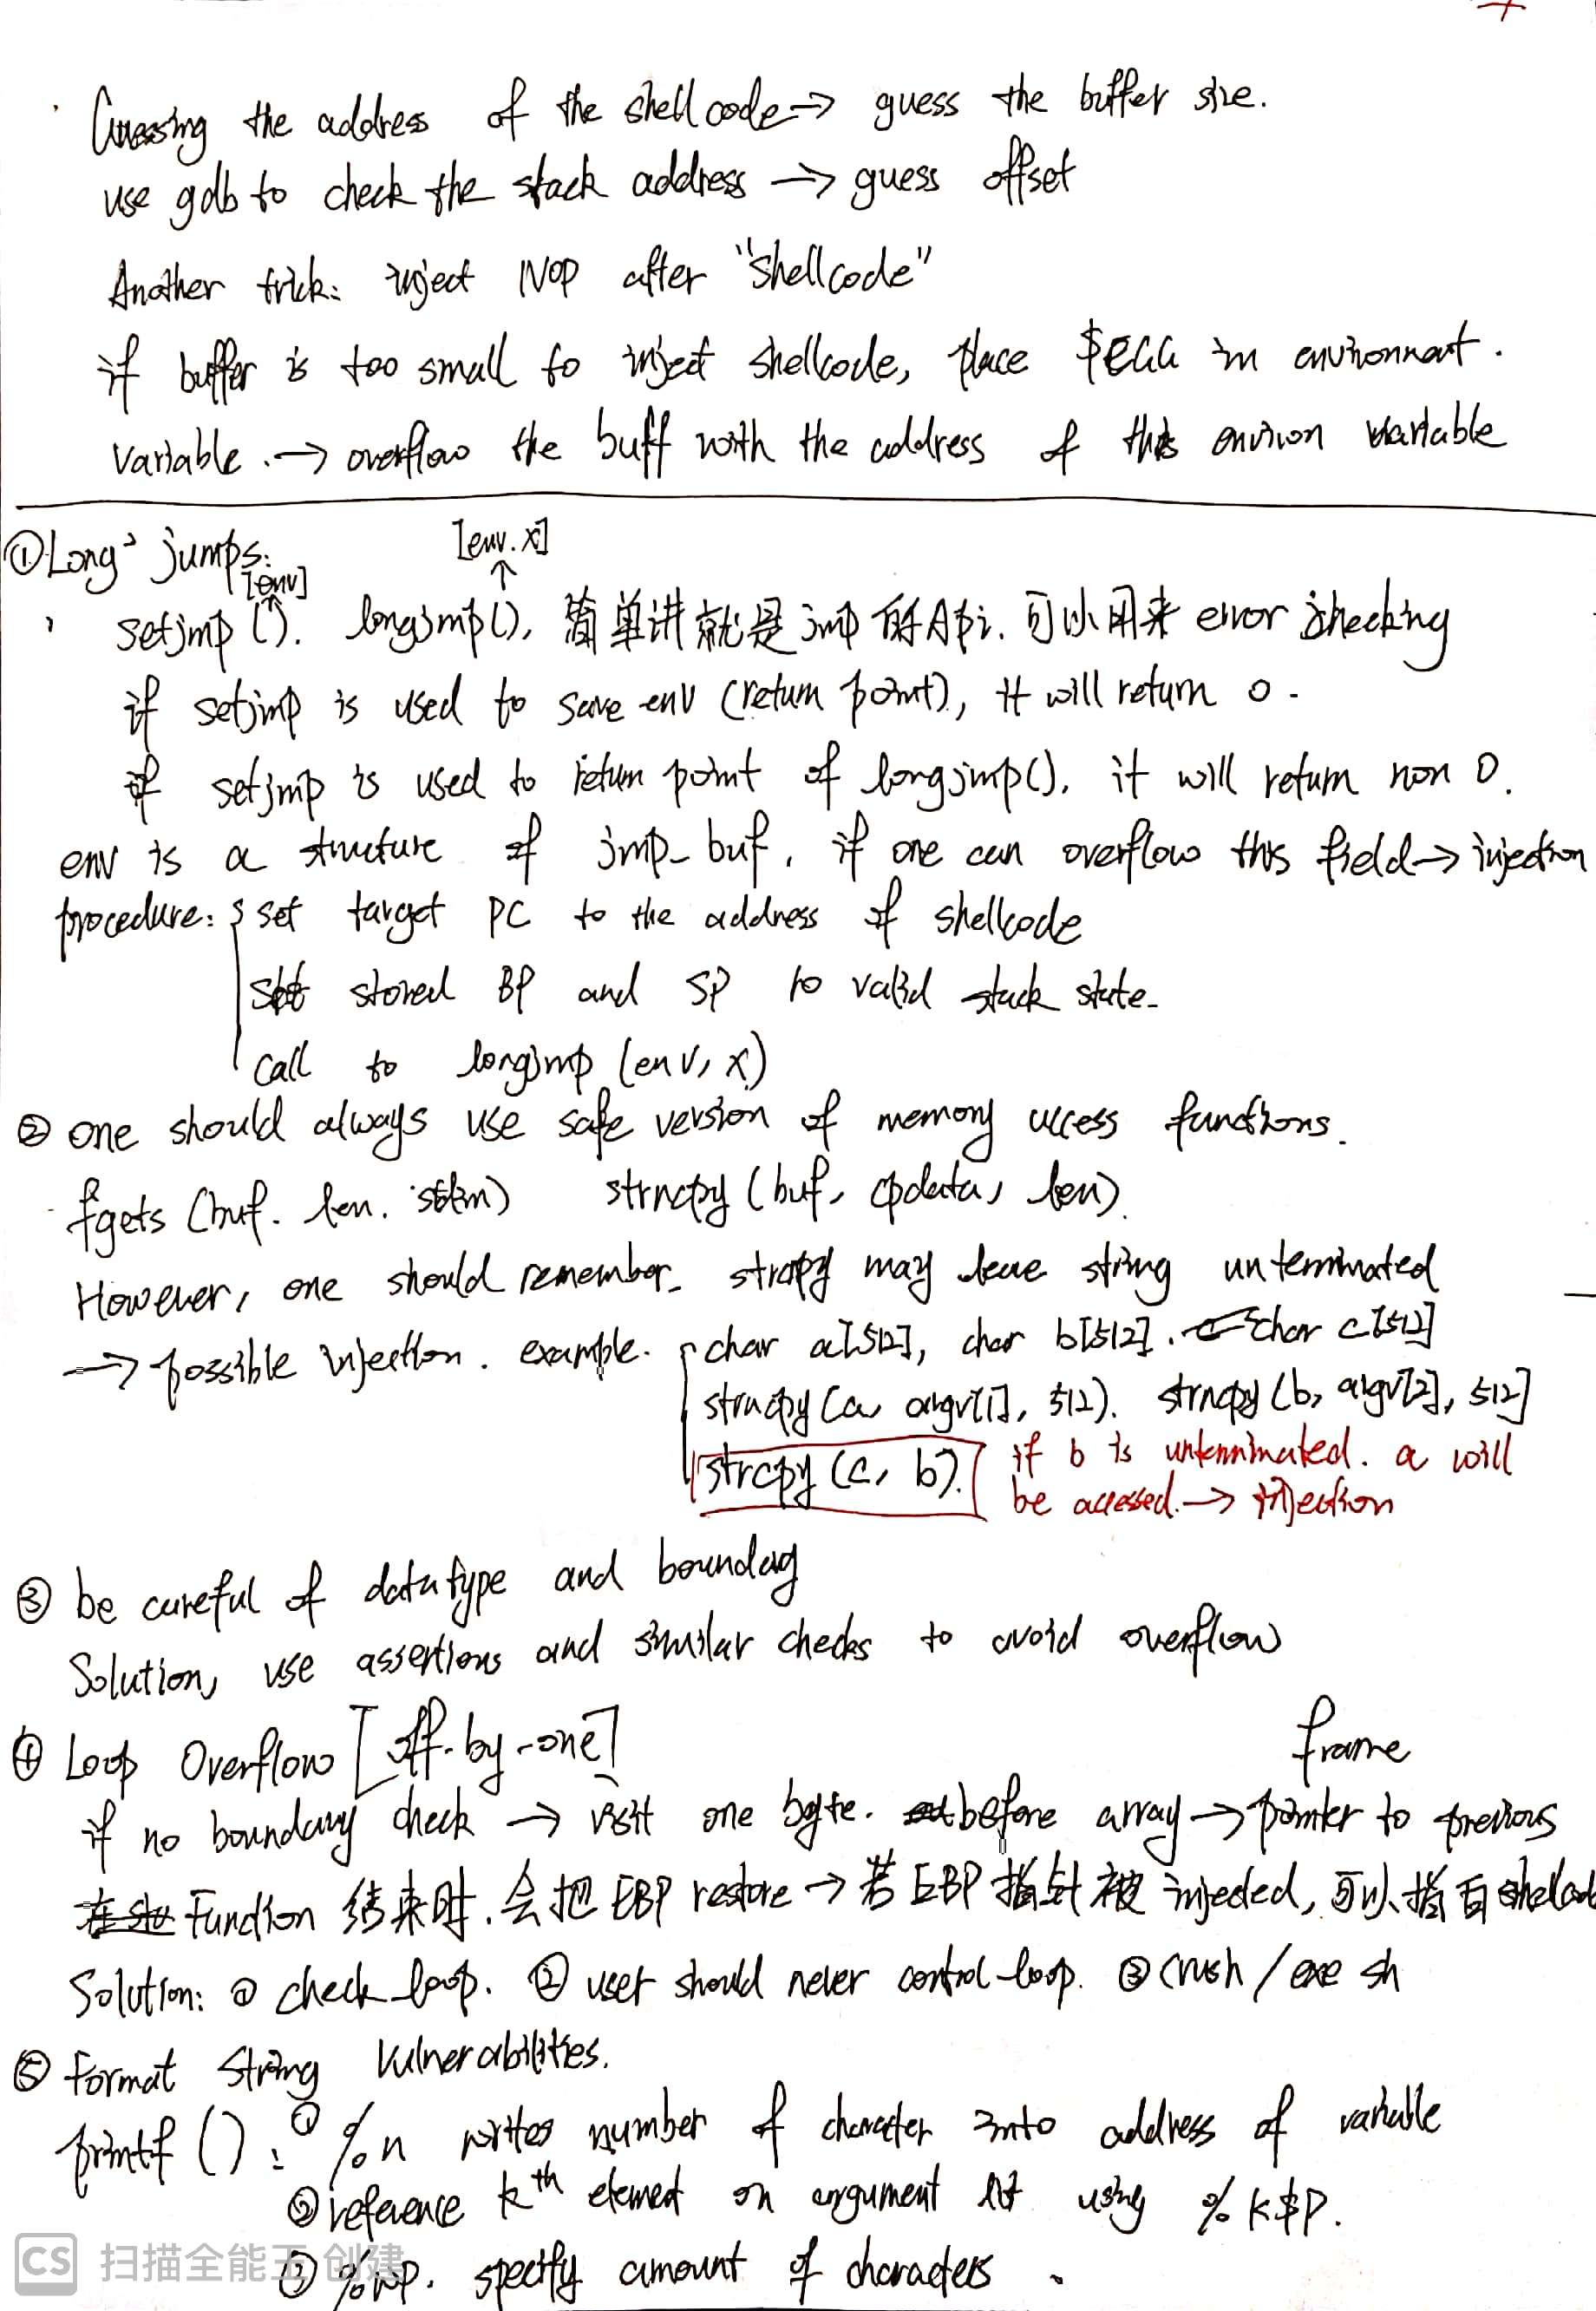 Guessing the address of the shellcode → guess the buffer size.
use gdb to check the stack address → guess offset
Another trick: inject NOP after "shellcode"
if buffer is too small to inject shellcode, place $EGG in environment.
variable. → overflow the buff with the address of this environ variable
① Long jumps:
[env] [env. x]
setjmp(). longjmp(), 简单讲就是 jmp 的 Api. 可以用来 error checking
if setjmp is used to save env (return point), it will return 0.
if setjmp is used to return point of longjmp(), it will return non 0.
env is a structure of jmp_buf, if one can overflow this field → injection
procedure: set target PC to the address of shellcode
set stored BP and SP to valid stack state.
call to longjmp (env, x)
② one should always use safe version of memory access functions.
fgets (buf. len. stdin) strncpy (buf, cpdata, len).
However, one should remember. strncpy may leave string unterminated
→ possible injection. example. char a[512], char b[512]. char c[512]
strncpy (a, argv[1], 512). strncpy (b, argv[2], 512]
strcpy (c, b). if b is unterminated. a will
be accessed. → injection
③ be careful of data type and boundary
Solution, use assertions and similar checks to avoid overflow
④ Loop Overflow [off-by-one]
frame
if no boundary check → visit one byte. before array → pointer to previous
Function 结束时. 会把 EBP restore → 若 EBP 指针被 injected, 可以指向 shellcode
Solution: ① check loop. ② user should never control loop. ③ crush / exe sh
⑤ Format String Vulnerabilities.
printf () : ① %n writes number of character into address of variable
② reference kth element on argument list using %k$p.
③ specify amount of characters.
CS 扫描全能王 创建